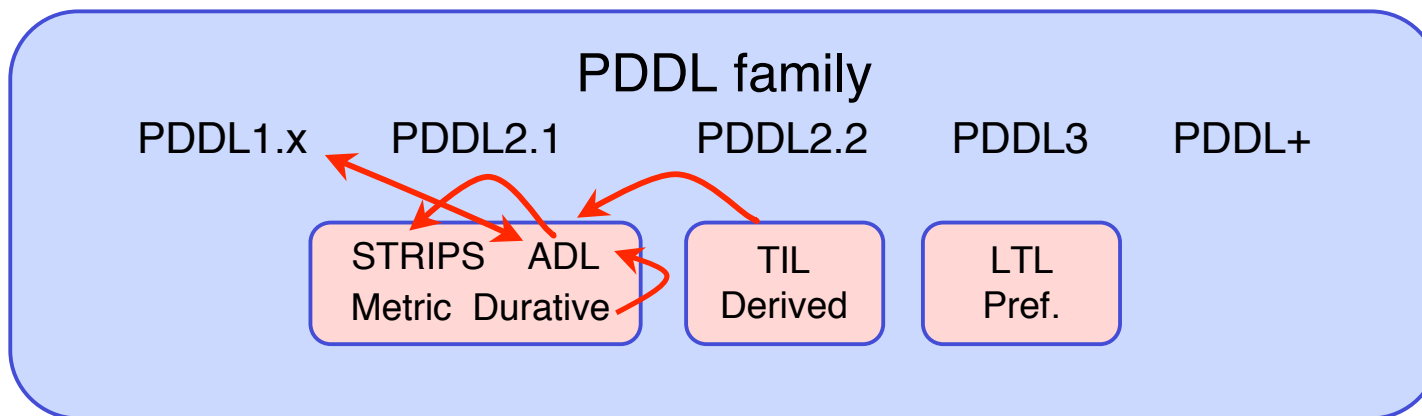 PDDL family
PDDL1.x PDDL2.1 PDDL2.2 PDDL3 PDDL+
STRIPS ADL
Metric Durative
TIL
Derived
LTL
Pref.